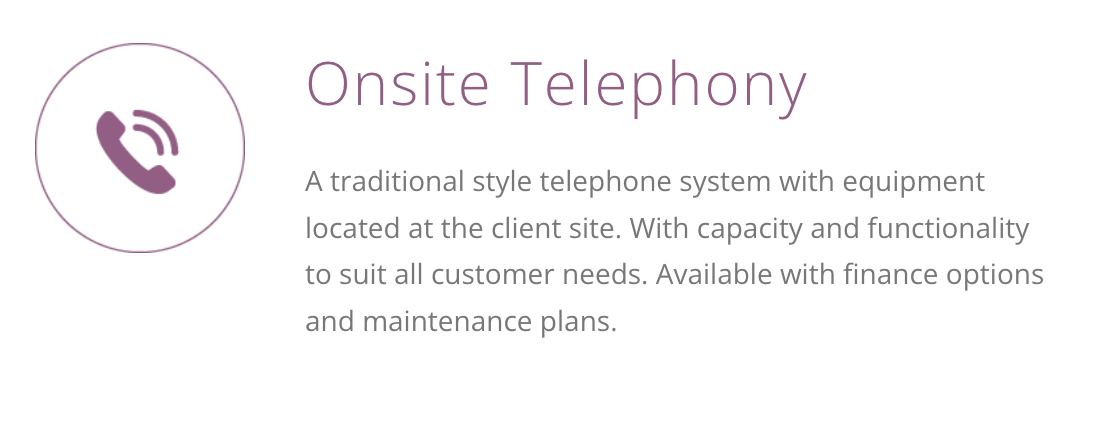 Onsite Telephony
A traditional style telephone system with equipment
located at the client site. With capacity and functionality
to suit all customer needs. Available with finance options
and maintenance plans.